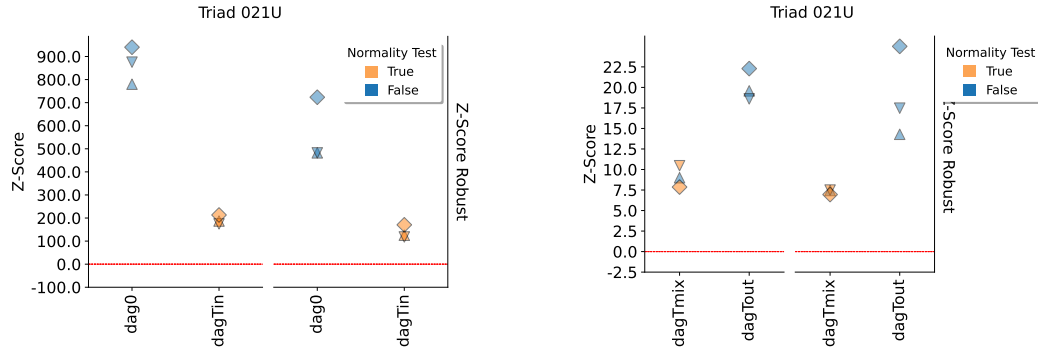 Triad 021U
Normality Test
True
False
900.0
800.0
700.0
600.0
500.0
400.0
300.0
200.0
100.0
0.0
-100.0
Z-Score
Z-Score Robust
dag0
dagTin
dag0
dagTin
Triad 021U
Normality Test
True
False
22.5
20.0
17.5
15.0
12.5
10.0
7.5
5.0
2.5
0.0
-2.5
Z-Score
-Score Robust
dagTmix
dagTout
dagTmix
dagTout